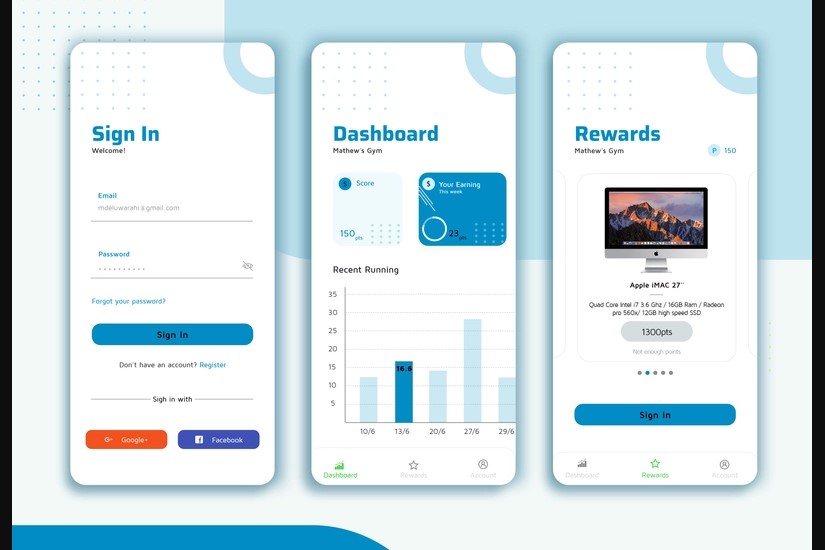 Sign In
Welcome!
Email
mdeluwarahi@gmail.com
Password
Forgot your password?
Sign In
Don't have an account? Register
Sigh in with
G+ Google+
Facebook
Dashboard
Mathew's Gym
S Score
150pts
$ Your Earning
This week
23 pts
Recent Running
35
30
25
20
15
10
5
16.6
10/6 13/6 20/6 27/6 29/6
Dashboard Rewards Account
Rewards
Mathew's Gym
P 150
Apple iMAC 27"
Quad Core Intel i7 3.6 Ghz / 16GB Ram / Radeon
pro 560x/ 12GB high speed SSD
1300pts
Not enough points
Sign In
Dashboard Rewards Account